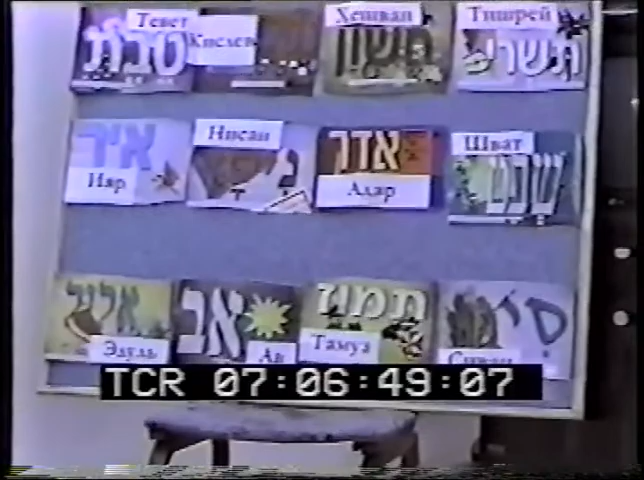 Тевет
טבת
Кислев
Хешван
חשון
Тишрей
תשרי
אייר
Ияр
Нисан
אדר
Адар
Шват
שבט
אלול
Элуль
אב
Ав
תמוז
Тамуз
סיון
TCR 07:06:49:07